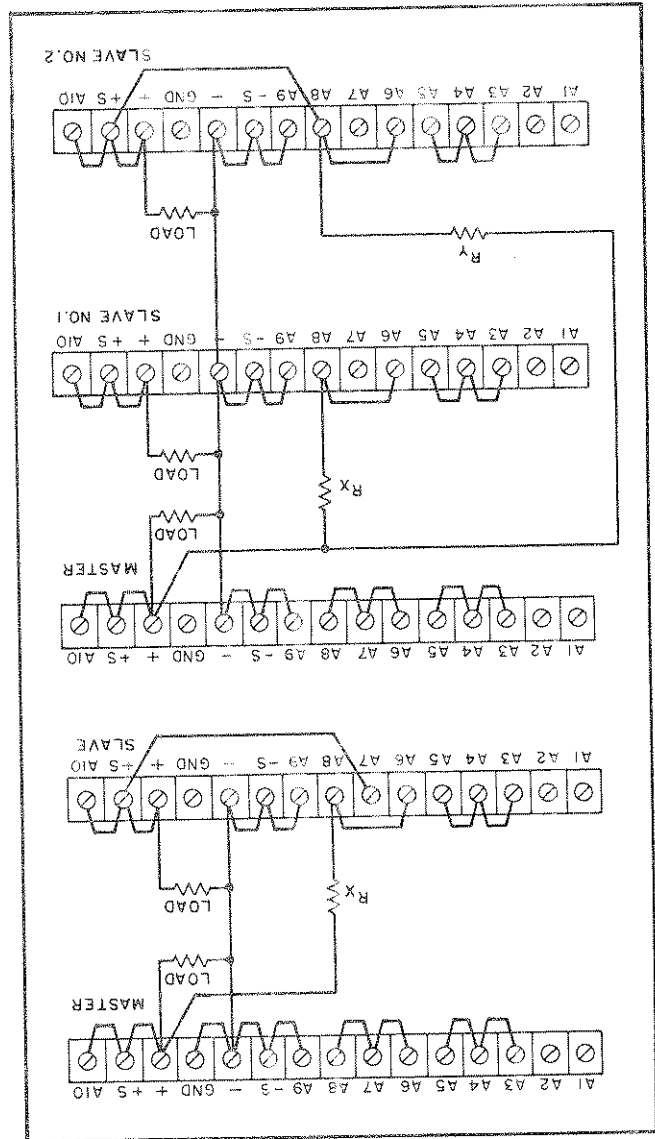 A1 A2 A3 A4 A5 A6 A7 A8 A9 -S - GND + +S A10
MASTER
LOAD
RX
LOAD
A1 A2 A3 A4 A5 A6 A7 A8 A9 -S - GND + +S A10
SLAVE
A1 A2 A3 A4 A5 A6 A7 A8 A9 -S - GND + +S A10
MASTER
LOAD
RX
LOAD
A1 A2 A3 A4 A5 A6 A7 A8 A9 -S - GND + +S A10
SLAVE NO.1
RY
LOAD
A1 A2 A3 A4 A5 A6 A7 A8 A9 -S - GND + +S A10
SLAVE NO.2